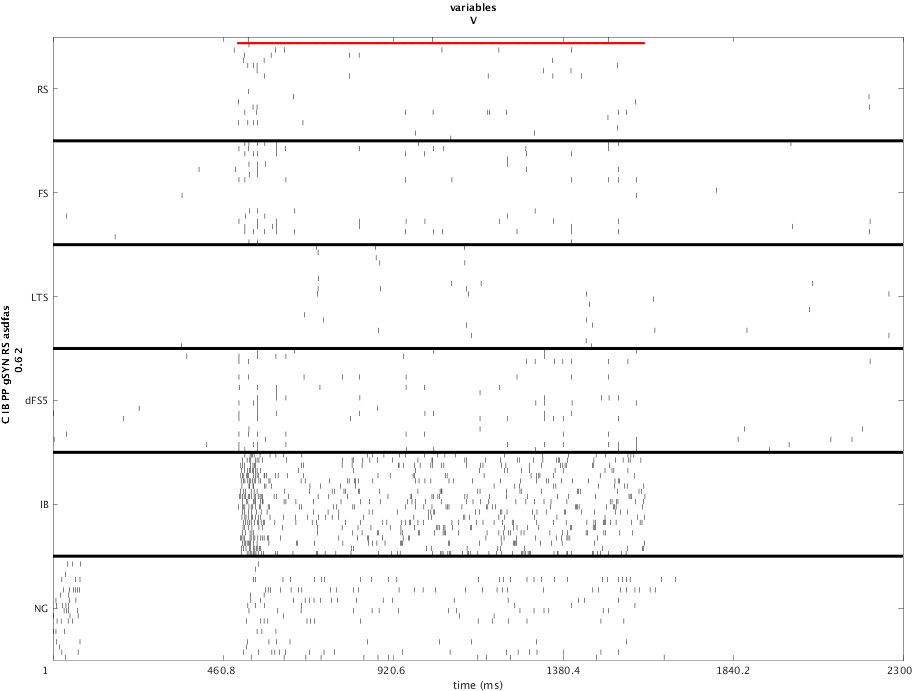 variables
V
RS
FS
LTS
dFS5
IB
NG
C IB PP gSYN RS asdfas
0.6 2
1
460.8
920.6
1380.4
1840.2
2300
time (ms)